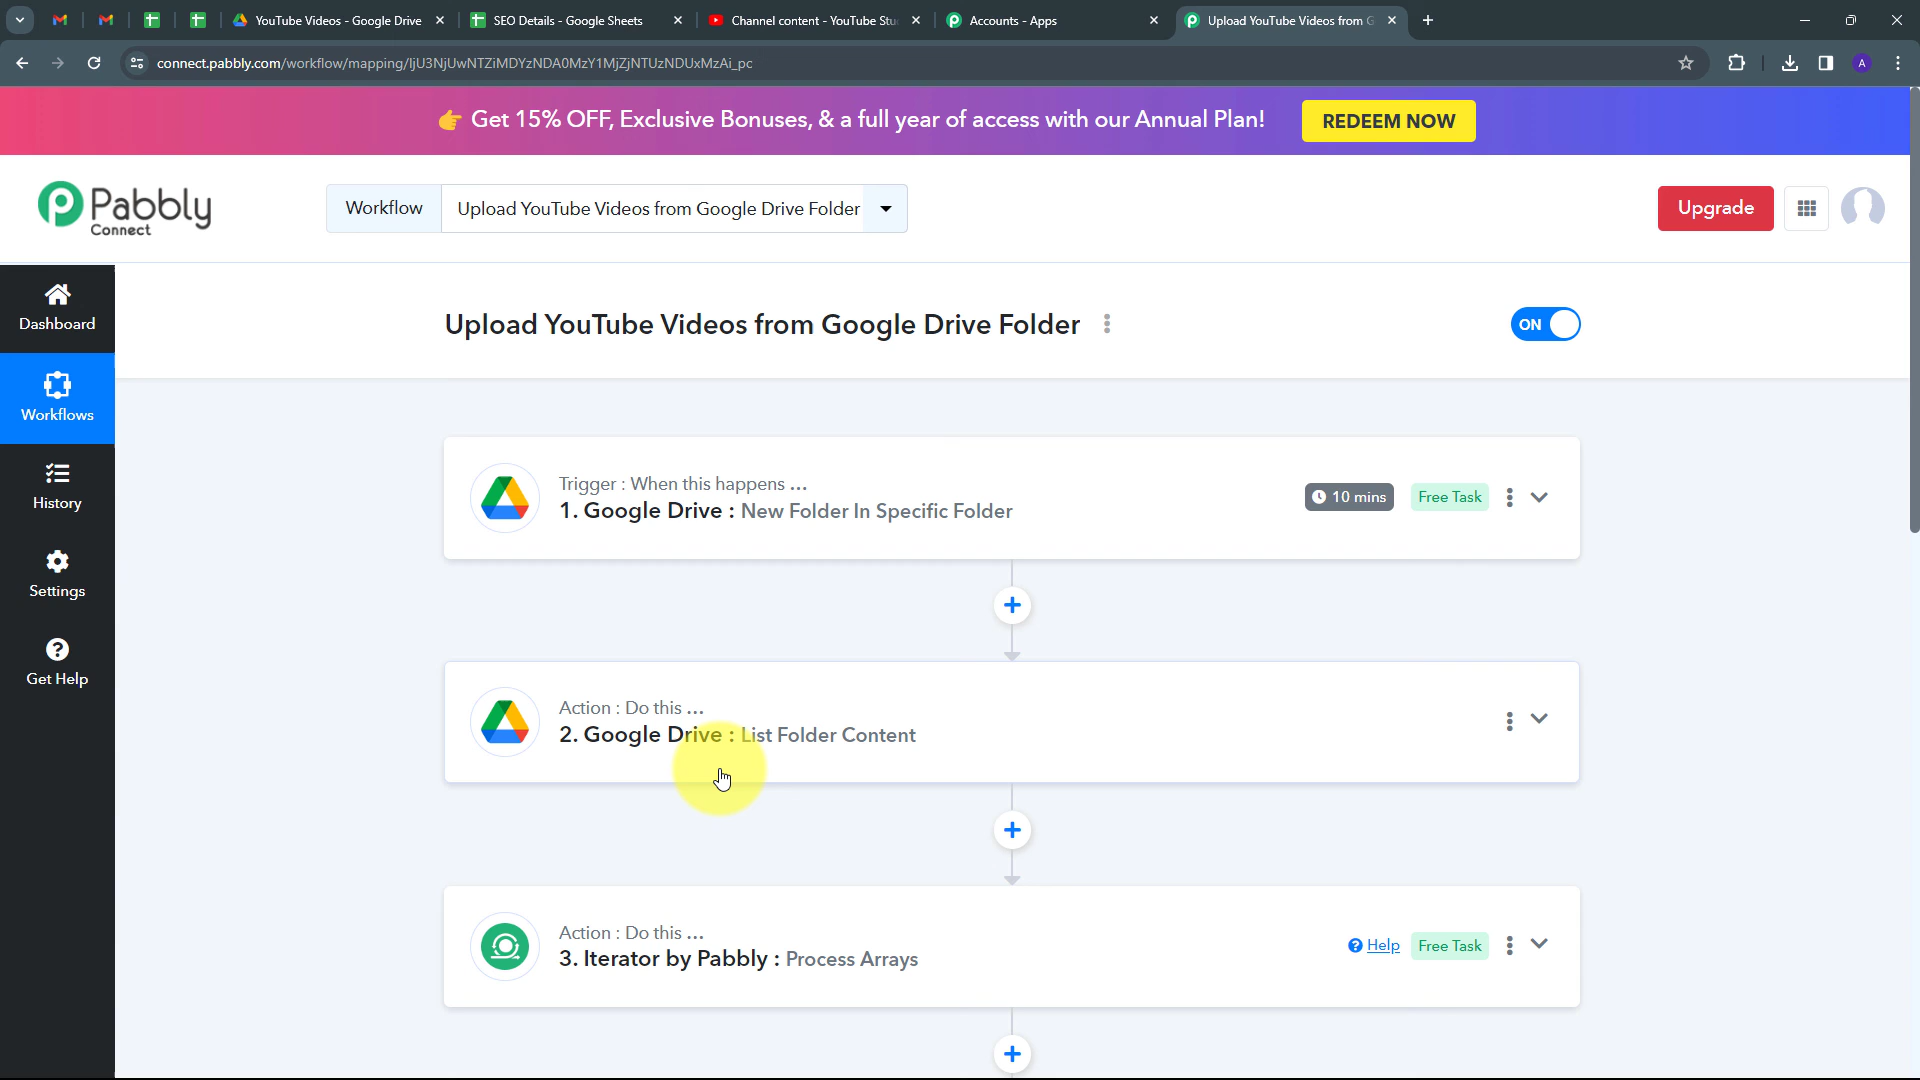 YouTube Videos - Google Drive
SEO Details - Google Sheets
Channel content - YouTube Stu
Accounts - Apps
Upload YouTube Videos from G
connect.pabbly.com/workflow/mapping/
A
👉 Get 15% OFF, Exclusive Bonuses, & a full year of access with our Annual Plan!
REDEEM NOW
Pabbly
Connect
Workflow
Upload YouTube Videos from Google Drive Folder
Upgrade
Dashboard
Workflows
History
Settings
Get Help
Upload YouTube Videos from Google Drive Folder
ON
Trigger : When this happens ...
1. Google Drive : New Folder In Specific Folder
10 mins
Free Task
Action : Do this ...
2. Google Drive : List Folder Content
Action : Do this ...
3. Iterator by Pabbly : Process Arrays
Help
Free Task